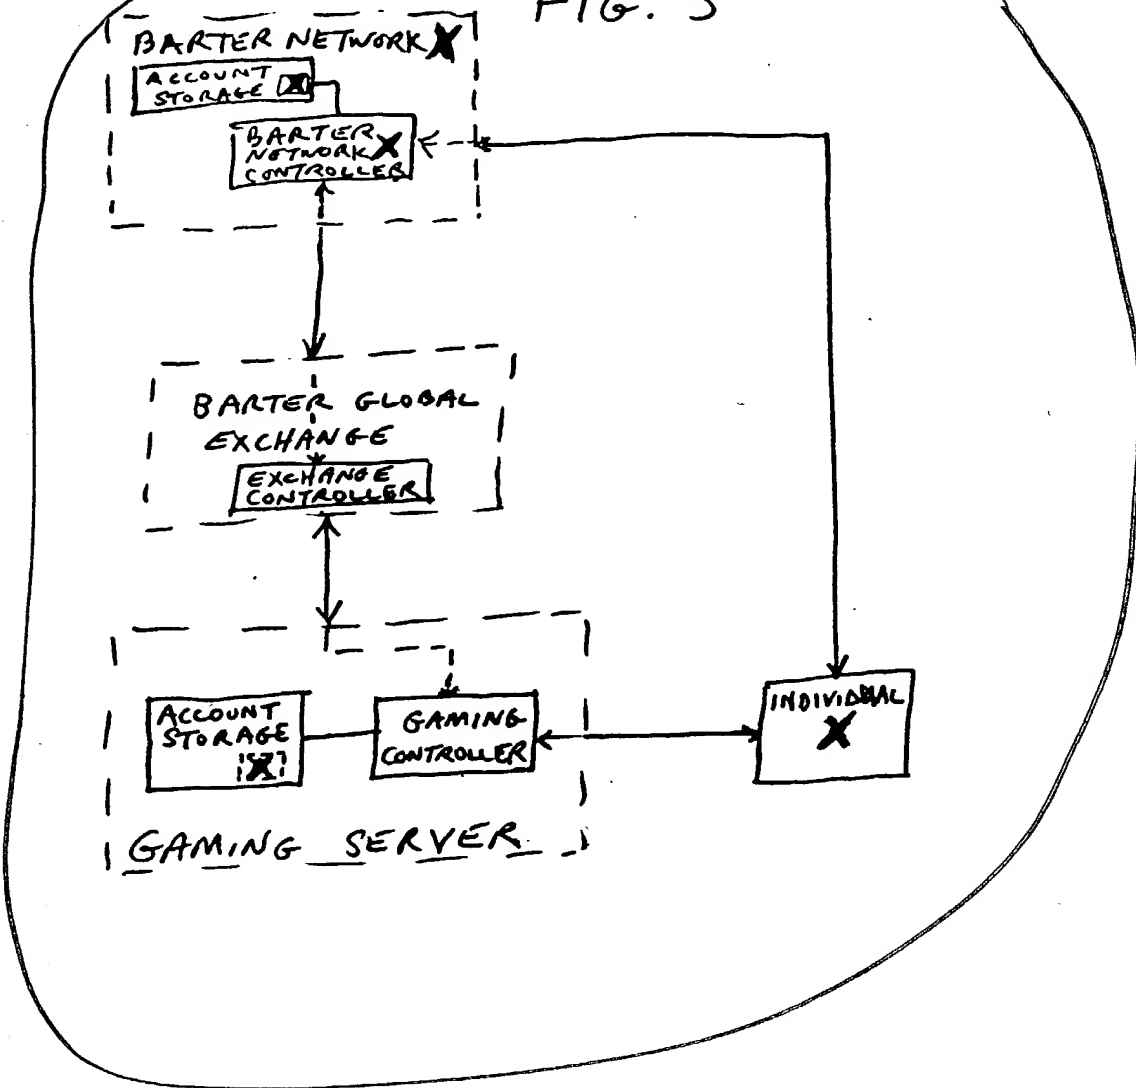 FIG. 3
BARTER NETWORK X
ACCOUNT
STORAGE X
BARTER
NETWORK X
CONTROLLER
BARTER GLOBAL
EXCHANGE
EXCHANGE
CONTROLLER
ACCOUNT
STORAGE
X
GAMING
CONTROLLER
INDIVIDUAL
X
GAMING SERVER